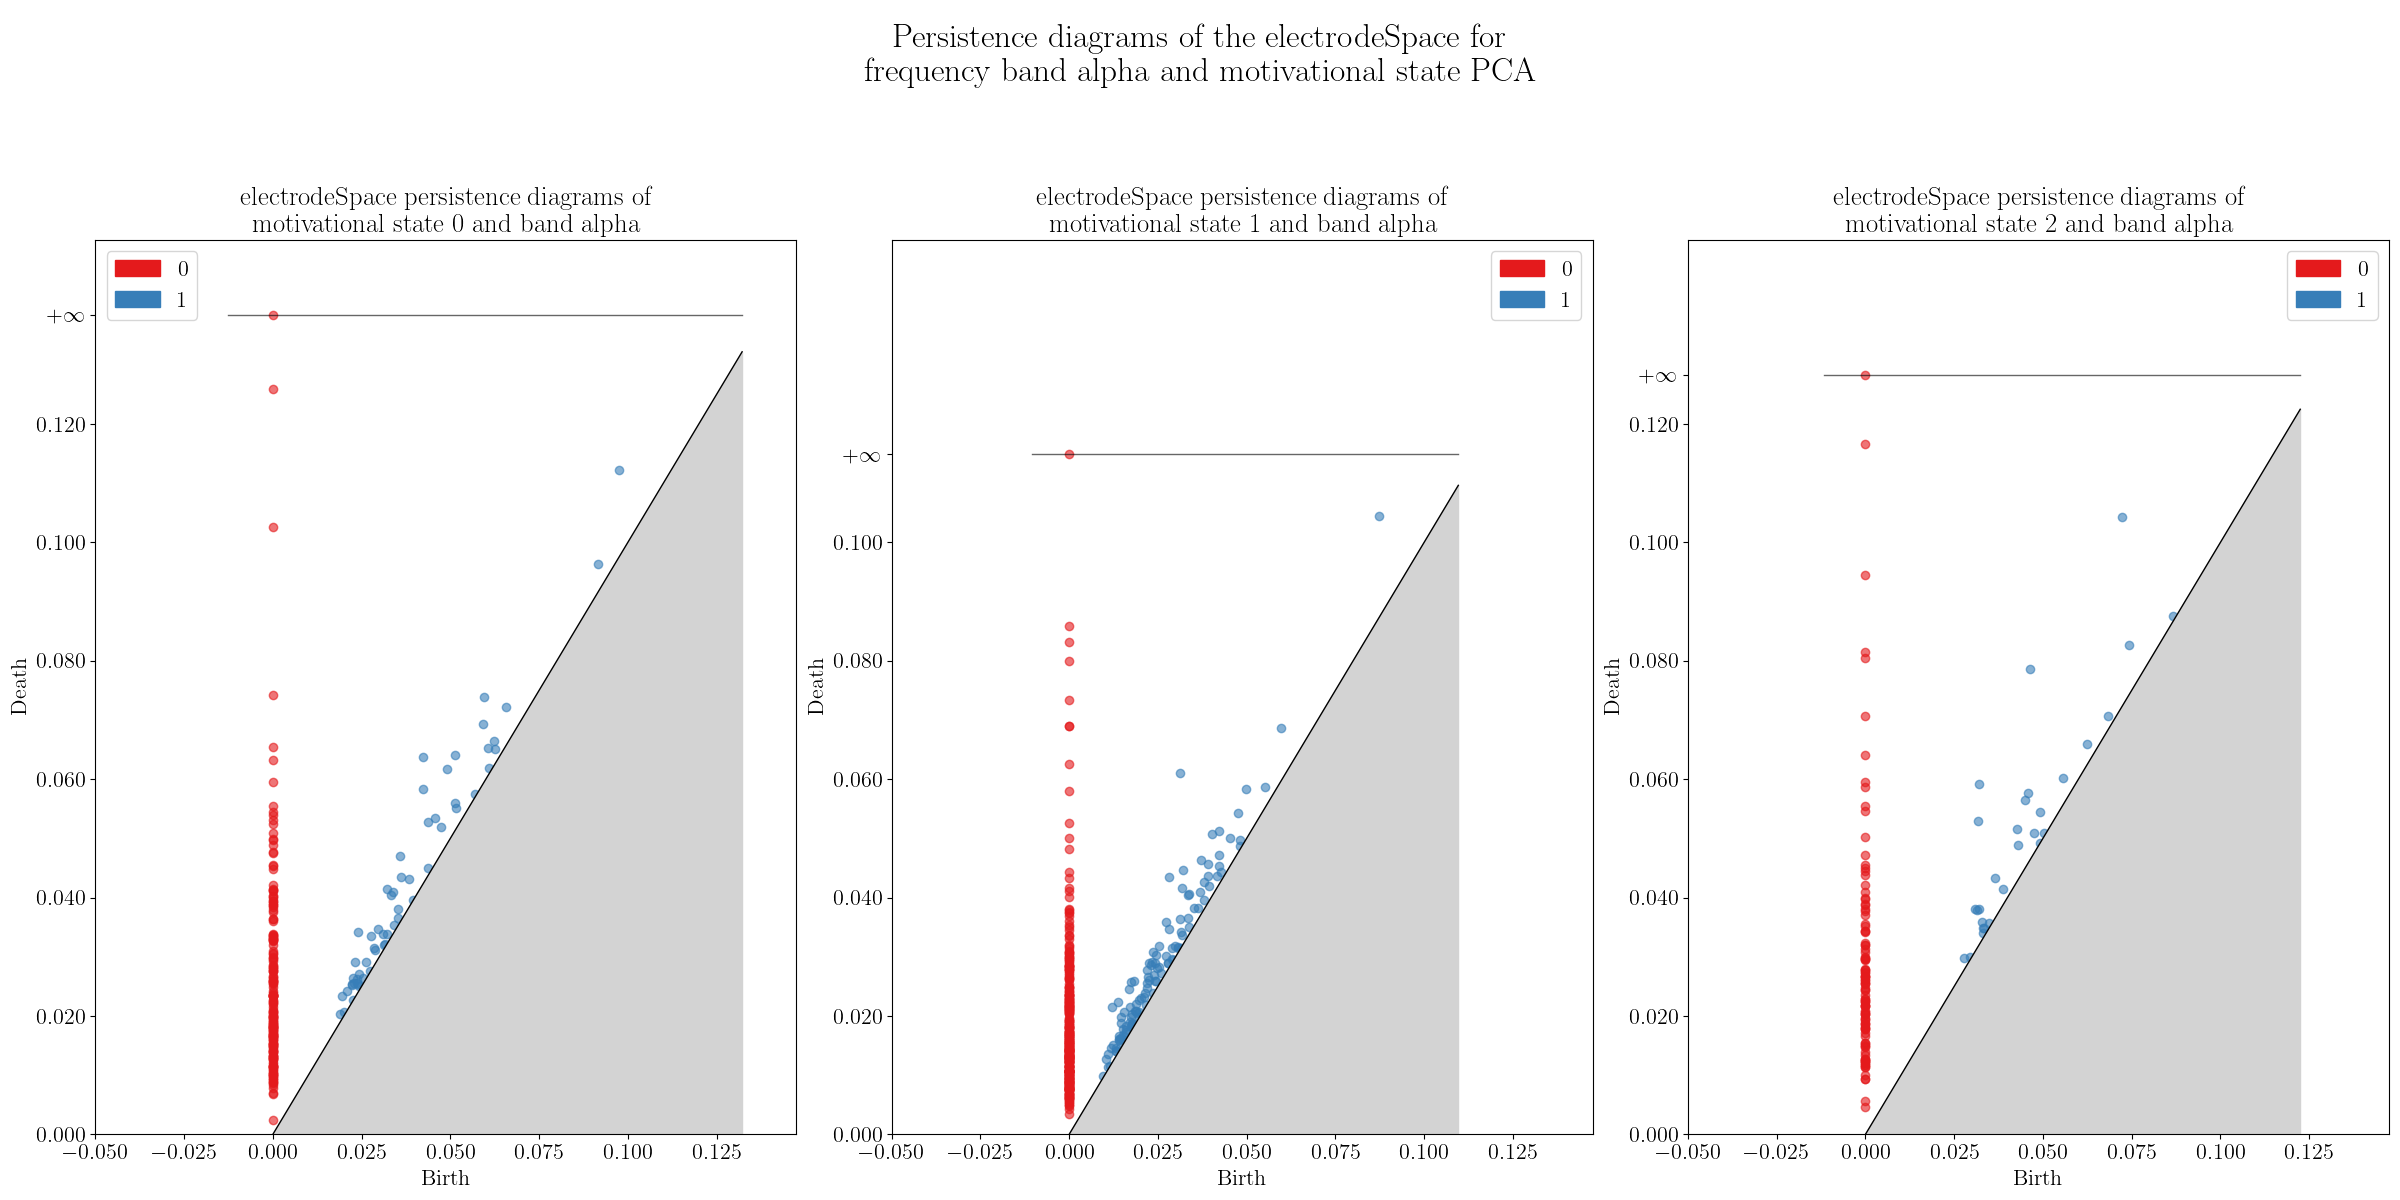 Persistence diagrams of the electrodeSpace for
frequency band alpha and motivational state PCA
electrodeSpace persistence diagrams of
motivational state 0 and band alpha
0
1
+∞
0.120
0.100
0.080
0.060
0.040
0.020
0.000
Death
−0.050 −0.025 0.000 0.025 0.050 0.075 0.100 0.125
Birth
electrodeSpace persistence diagrams of
motivational state 1 and band alpha
0
1
+∞
0.100
0.080
0.060
0.040
0.020
0.000
Death
−0.050 −0.025 0.000 0.025 0.050 0.075 0.100 0.125
Birth
electrodeSpace persistence diagrams of
motivational state 2 and band alpha
0
1
+∞
0.120
0.100
0.080
0.060
0.040
0.020
0.000
Death
−0.050 −0.025 0.000 0.025 0.050 0.075 0.100 0.125
Birth